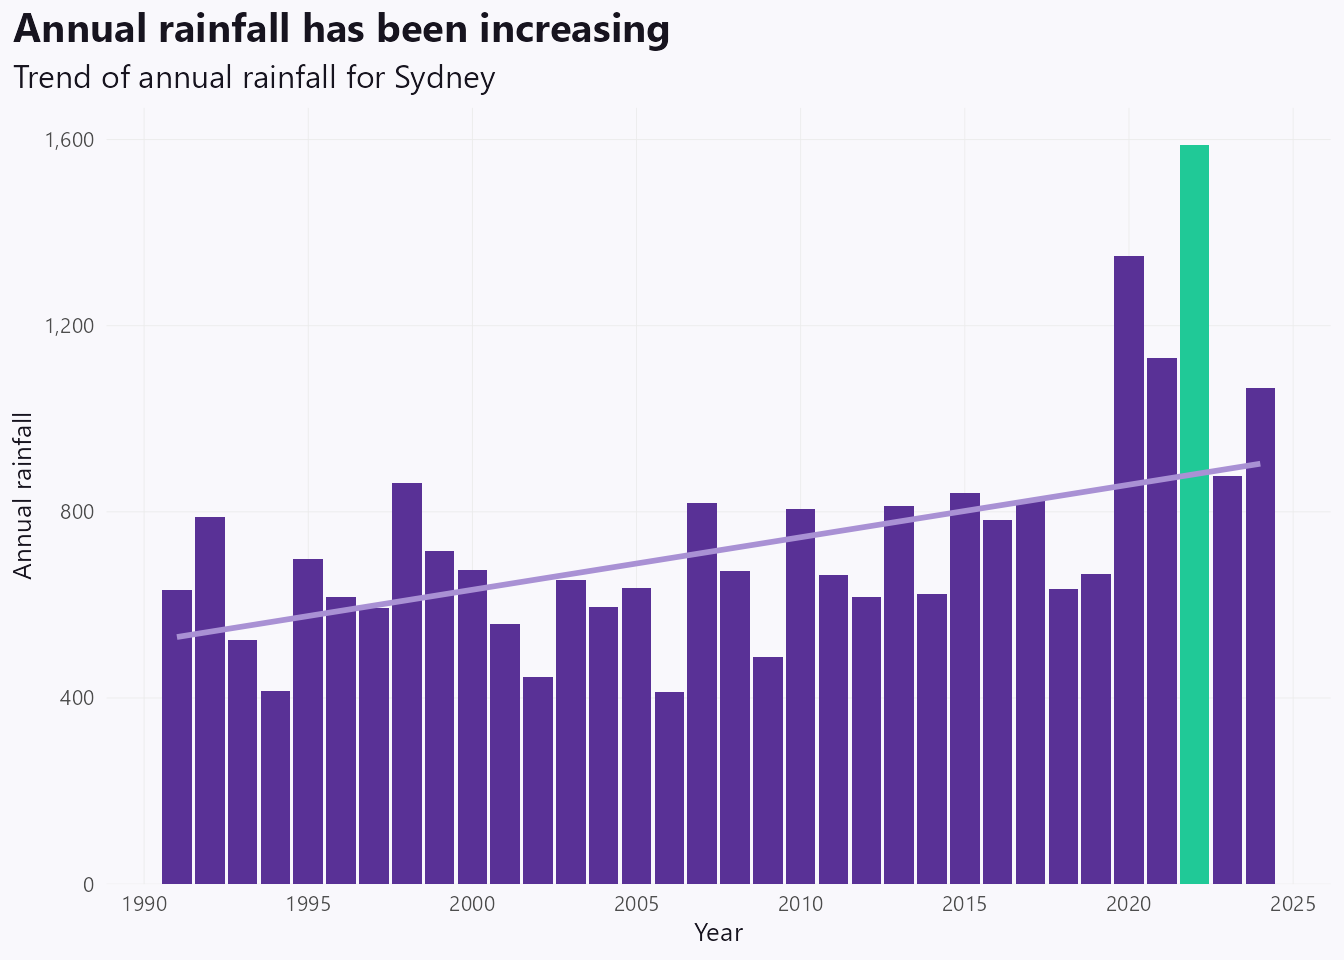 Annual rainfall has been increasing
Trend of annual rainfall for Sydney
1,600
1,200
800
400
0
Annual rainfall
1990 1995 2000 2005 2010 2015 2020 2025
Year